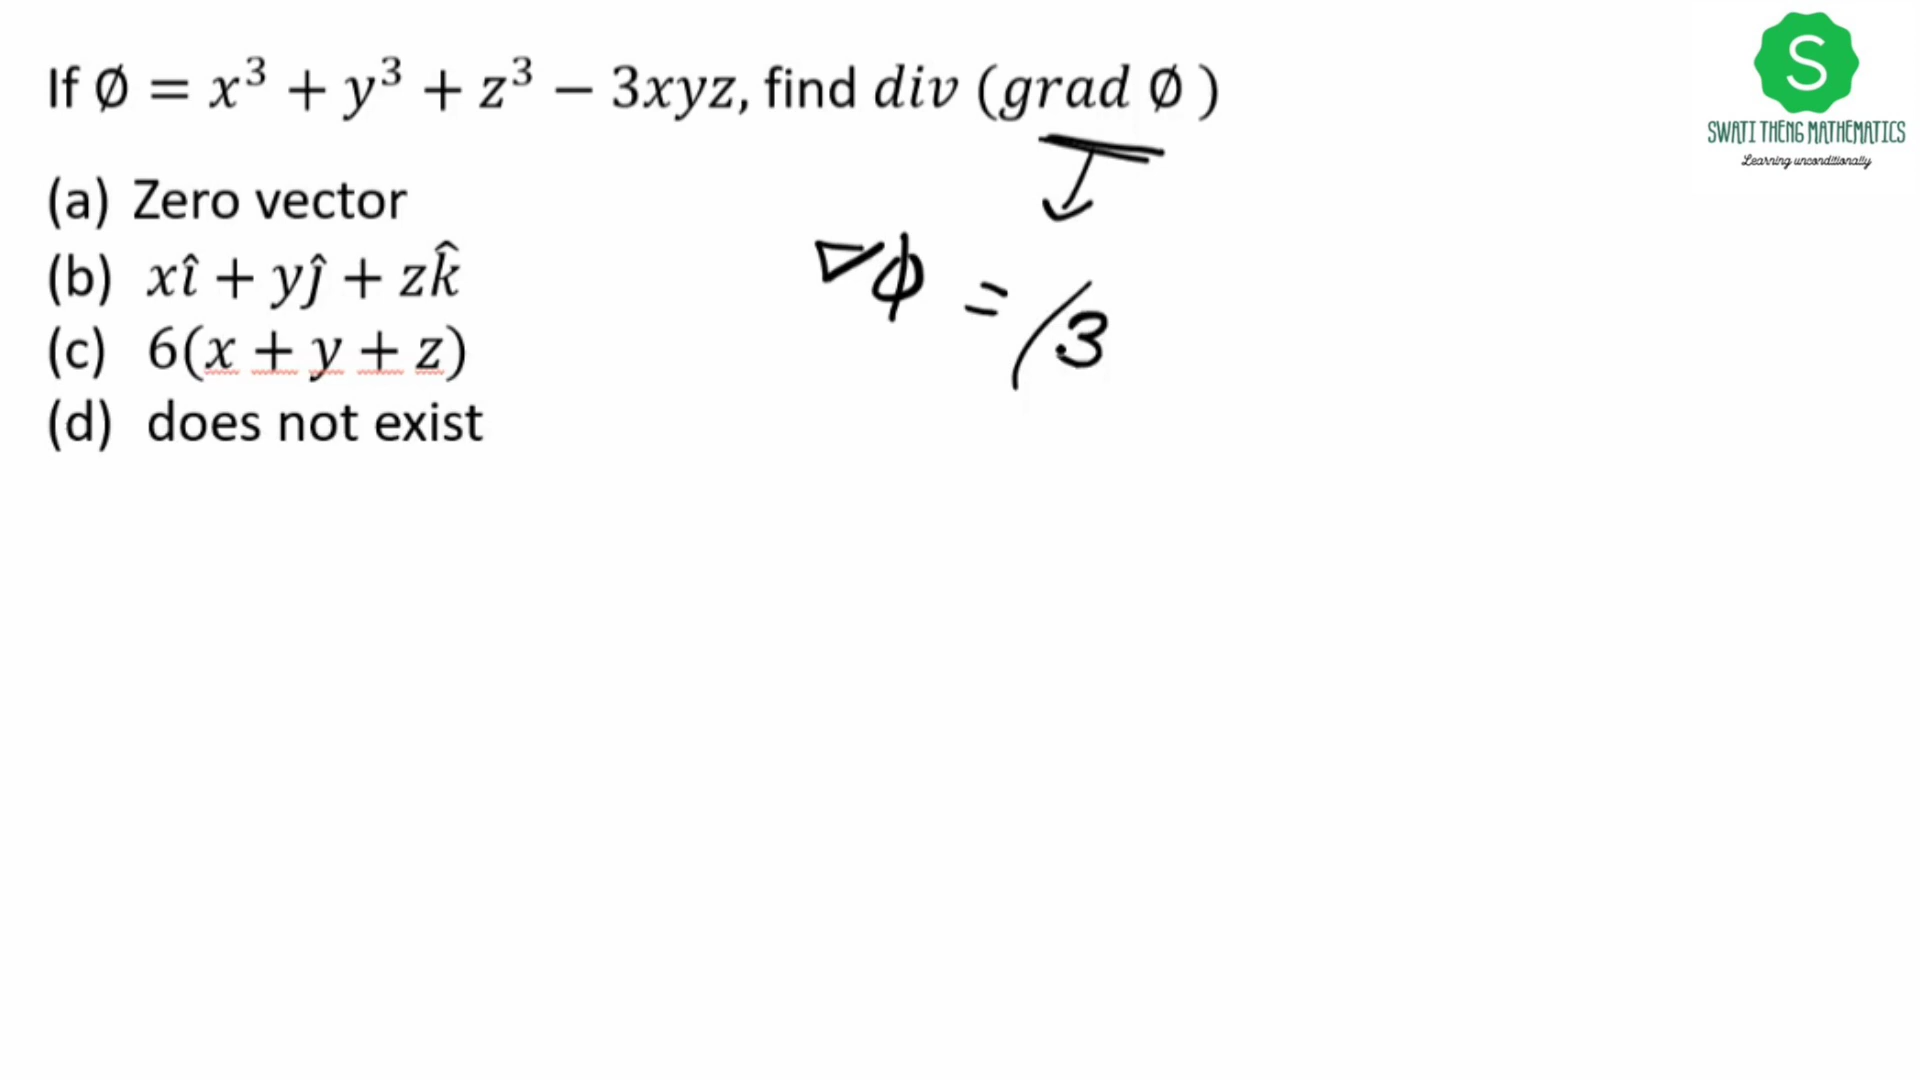 If ∅ = x³ + y³ + z³ − 3xyz, find div (grad ∅ )
(a) Zero vector
(b) xî + yĵ + zk̂
(c) 6(x + y + z)
(d) does not exist
∇ϕ = (3
S
SWATI THENG MATHEMATICS
Learning unconditionally